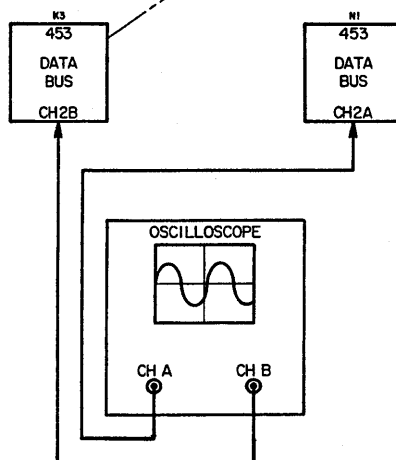 K3
453
DATA
BUS
CH2B
N1
453
DATA
BUS
CH2A
OSCILLOSCOPE
CH A
CH B